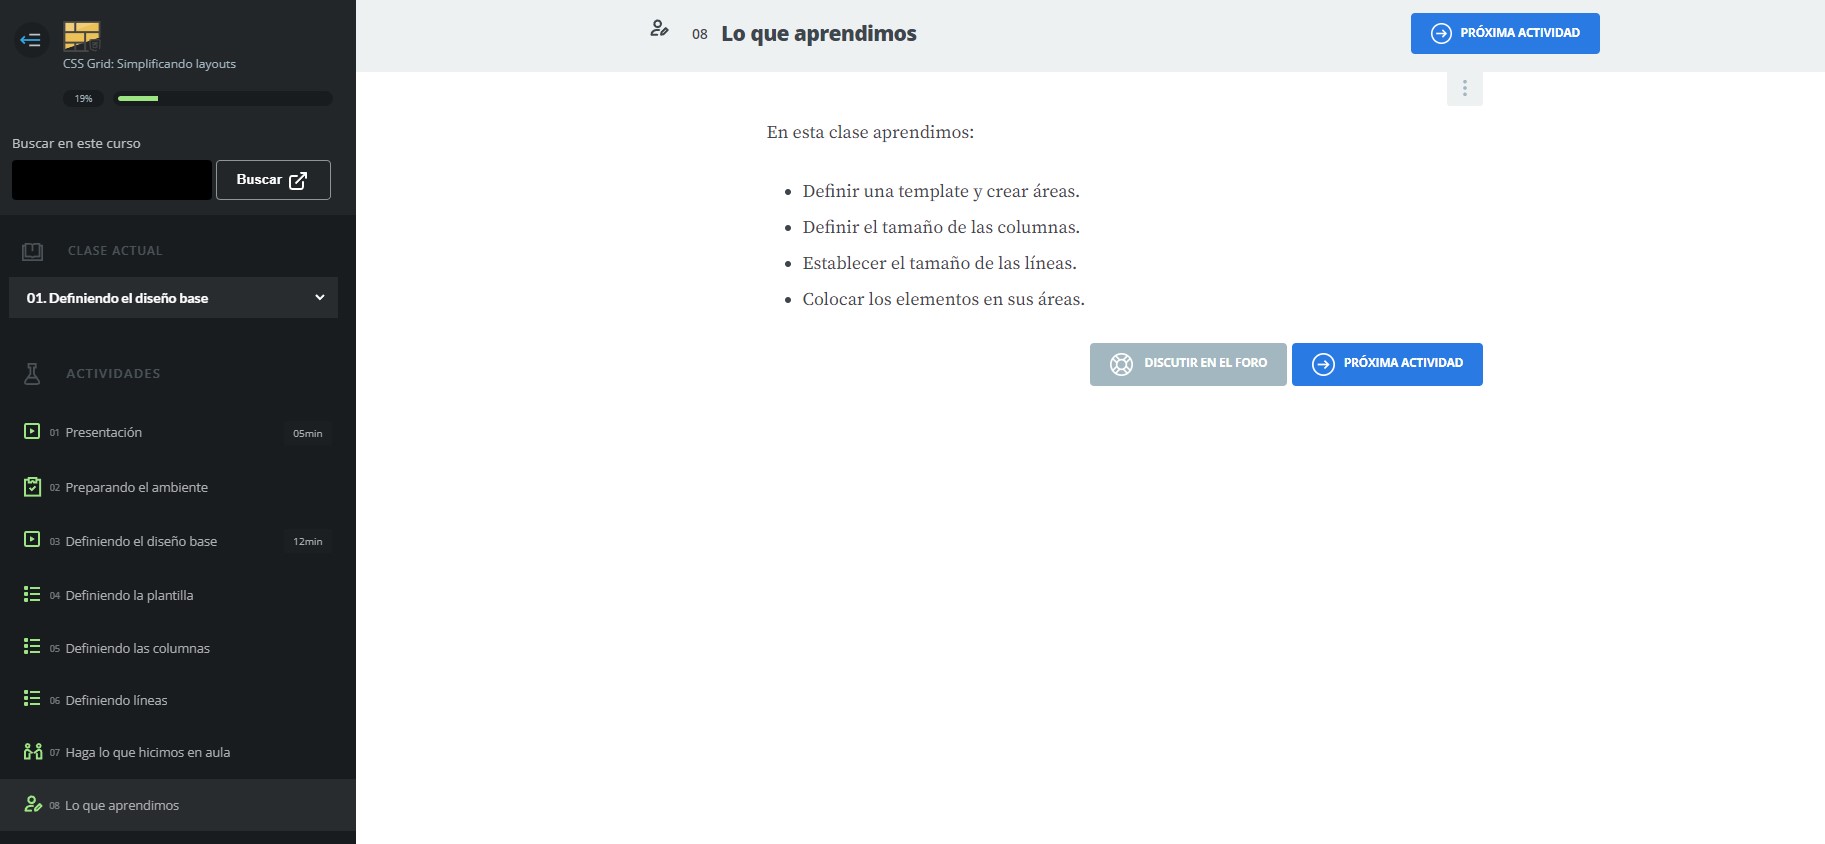 CSS Grid: Simplificando layouts
19%
Buscar en este curso
Buscar
CLASE ACTUAL
01. Definiendo el diseño base
ACTIVIDADES
01 Presentación 05min
02 Preparando el ambiente
03 Definiendo el diseño base 12min
04 Definiendo la plantilla
05 Definiendo las columnas
06 Definiendo líneas
07 Haga lo que hicimos en aula
08 Lo que aprendimos
08 Lo que aprendimos
PRÓXIMA ACTIVIDAD
En esta clase aprendimos:
• Definir una template y crear áreas.
• Definir el tamaño de las columnas.
• Establecer el tamaño de las líneas.
• Colocar los elementos en sus áreas.
DISCUTIR EN EL FORO
PRÓXIMA ACTIVIDAD